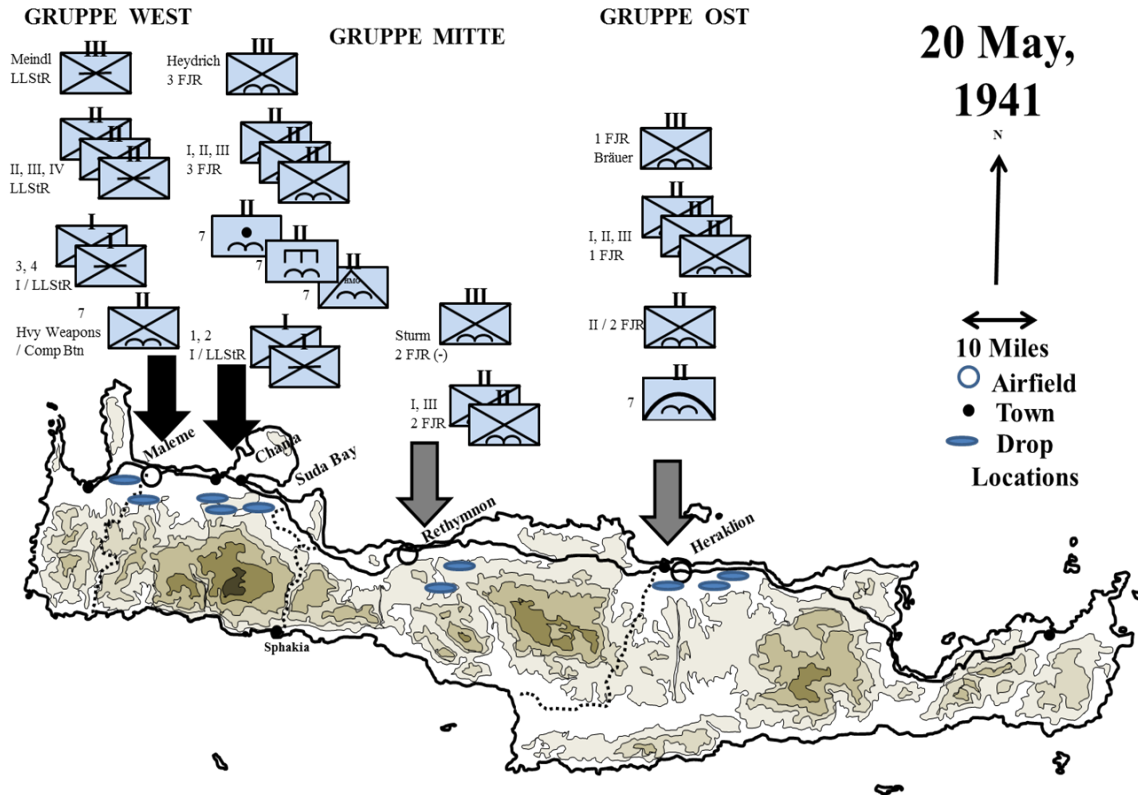 GRUPPE WEST
GRUPPE MITTE
GRUPPE OST
20 May,
1941
N
10 Miles
Airfield
Town
Drop
Locations
Meindl
LLStR
III
II
II
II
II, III, IV
LLStR
I
I
3, 4
I / LLStR
7
II
Hvy Weapons
/ Comp Btn
Heydrich
3 FJR
III
II
II
II
I, II, III
3 FJR
7
II
7
II
7
II
1, 2
I / LLStR
I
I
Sturm
2 FJR (-)
III
I, III
2 FJR
II
II
1 FJR
Bräuer
III
I, II, III
1 FJR
II
II
II
II / 2 FJR
II
7
II
Maleme
Chania
Suda Bay
Rethymnon
Heraklion
Sphakia